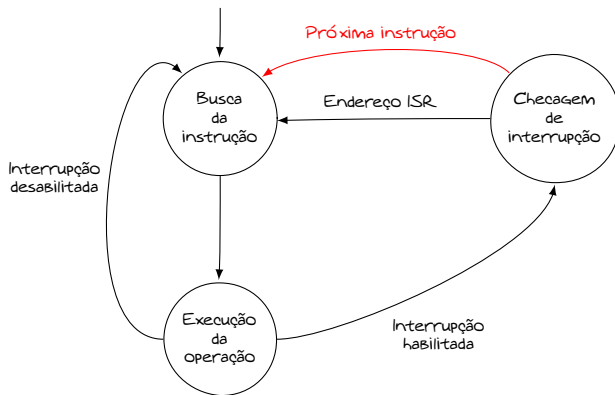 Próxima instrução
Busca
da
instrução
Endereço ISR
Checagem
de
interrupção
Interrupção
desabilitada
Execução
da
operação
Interrupção
habilitada